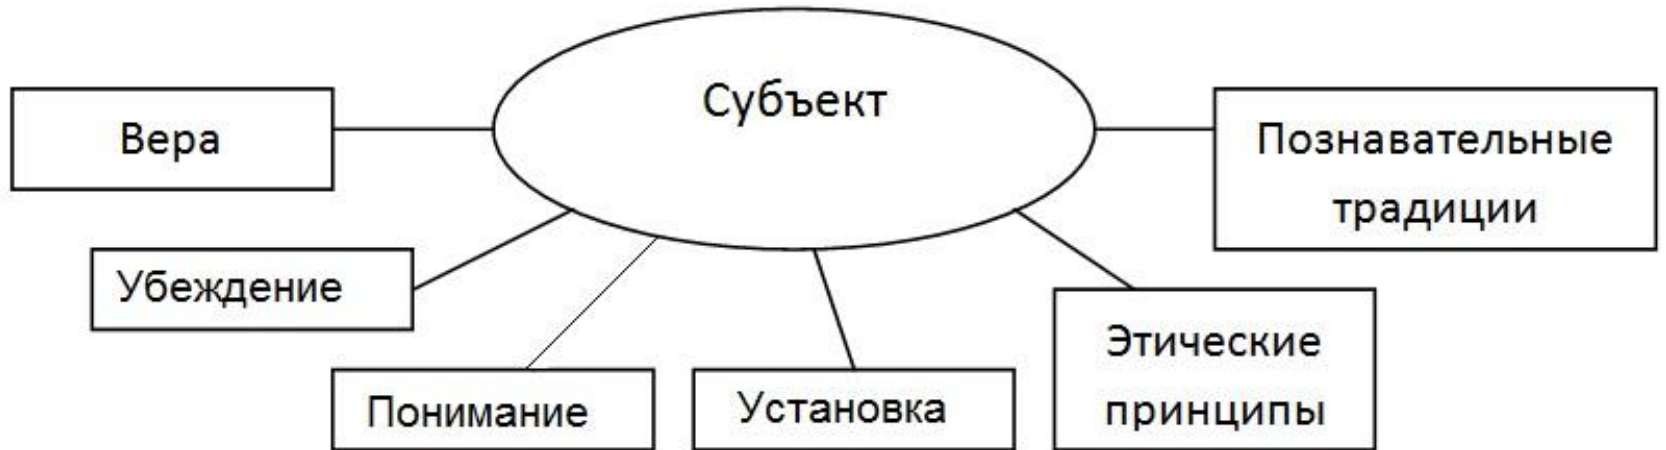 Субъект
Вера
Познавательные
традиции
Убеждение
Этические
принципы
Понимание
Установка